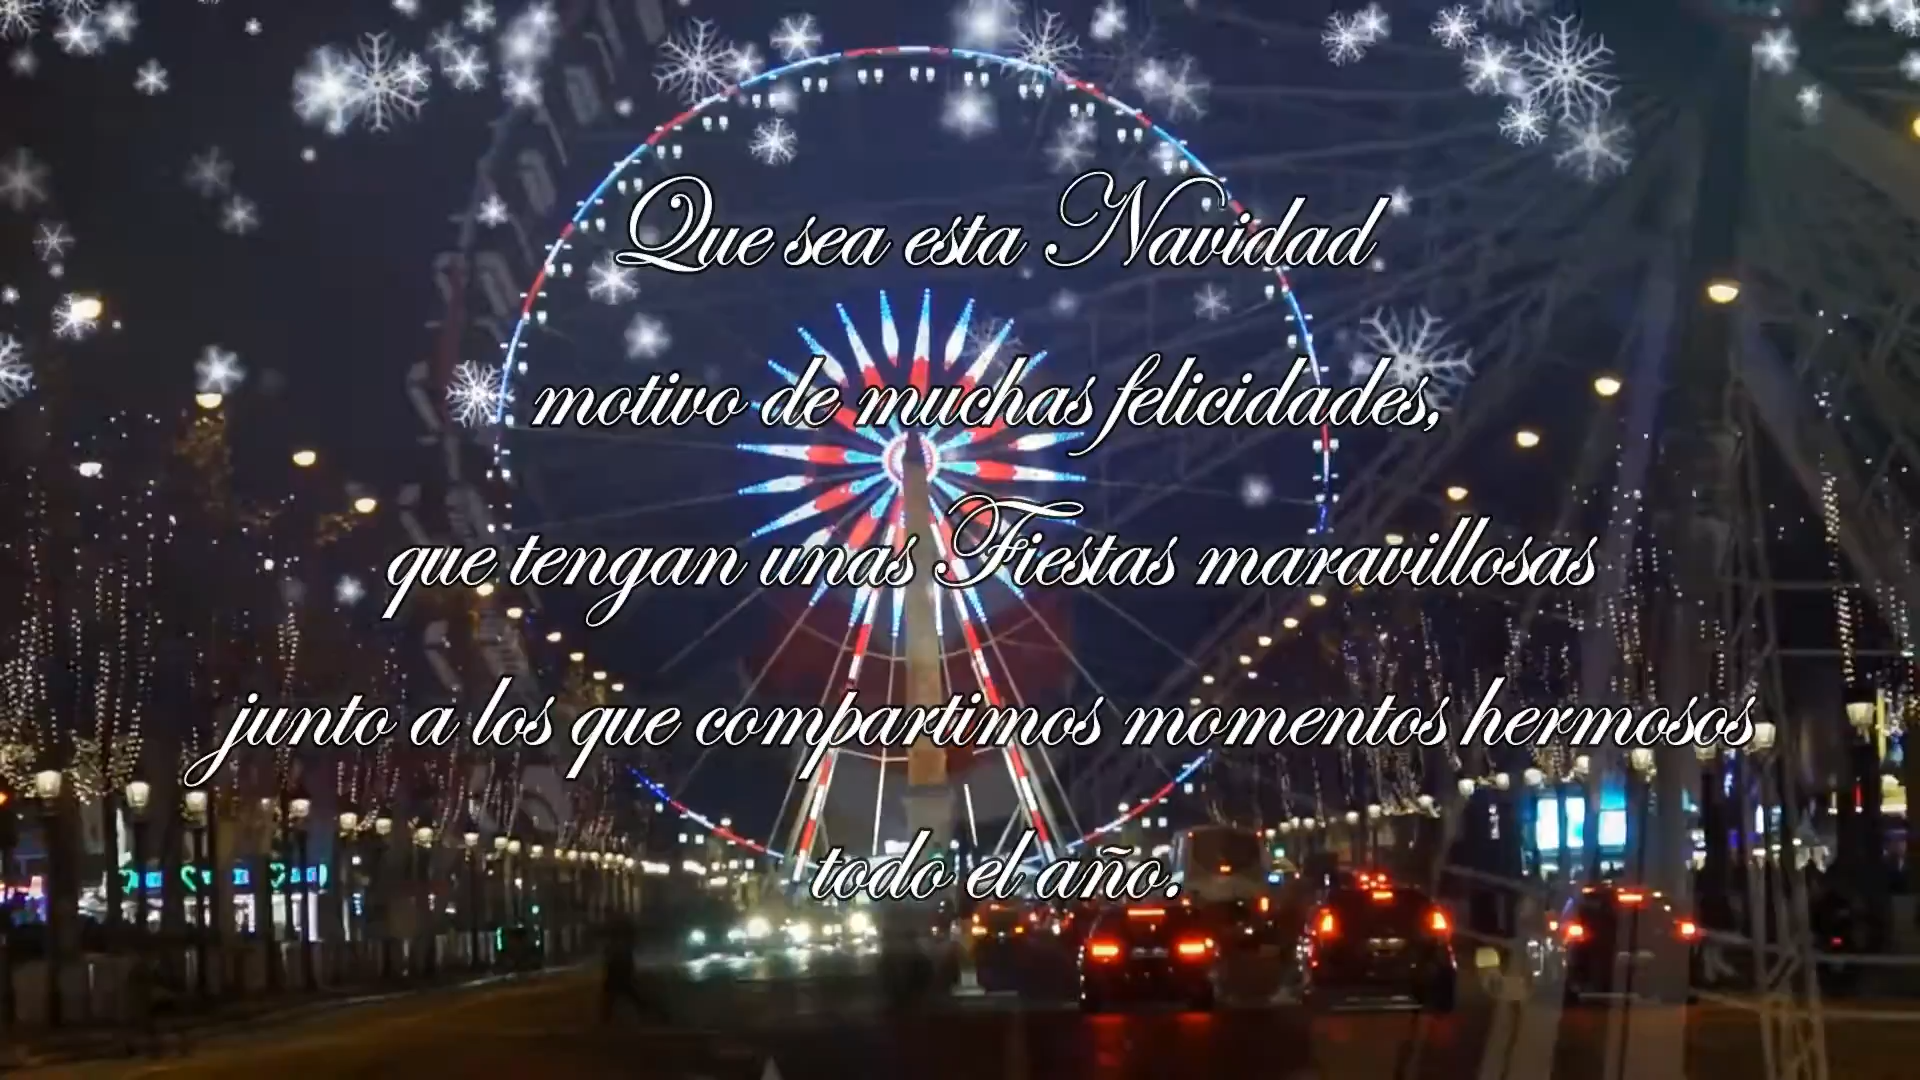 Que sea esta Navidad
motivo de muchas felicidades,
que tengan unas Fiestas maravillosas
junto a los que compartimos momentos hermosos
todo el año.